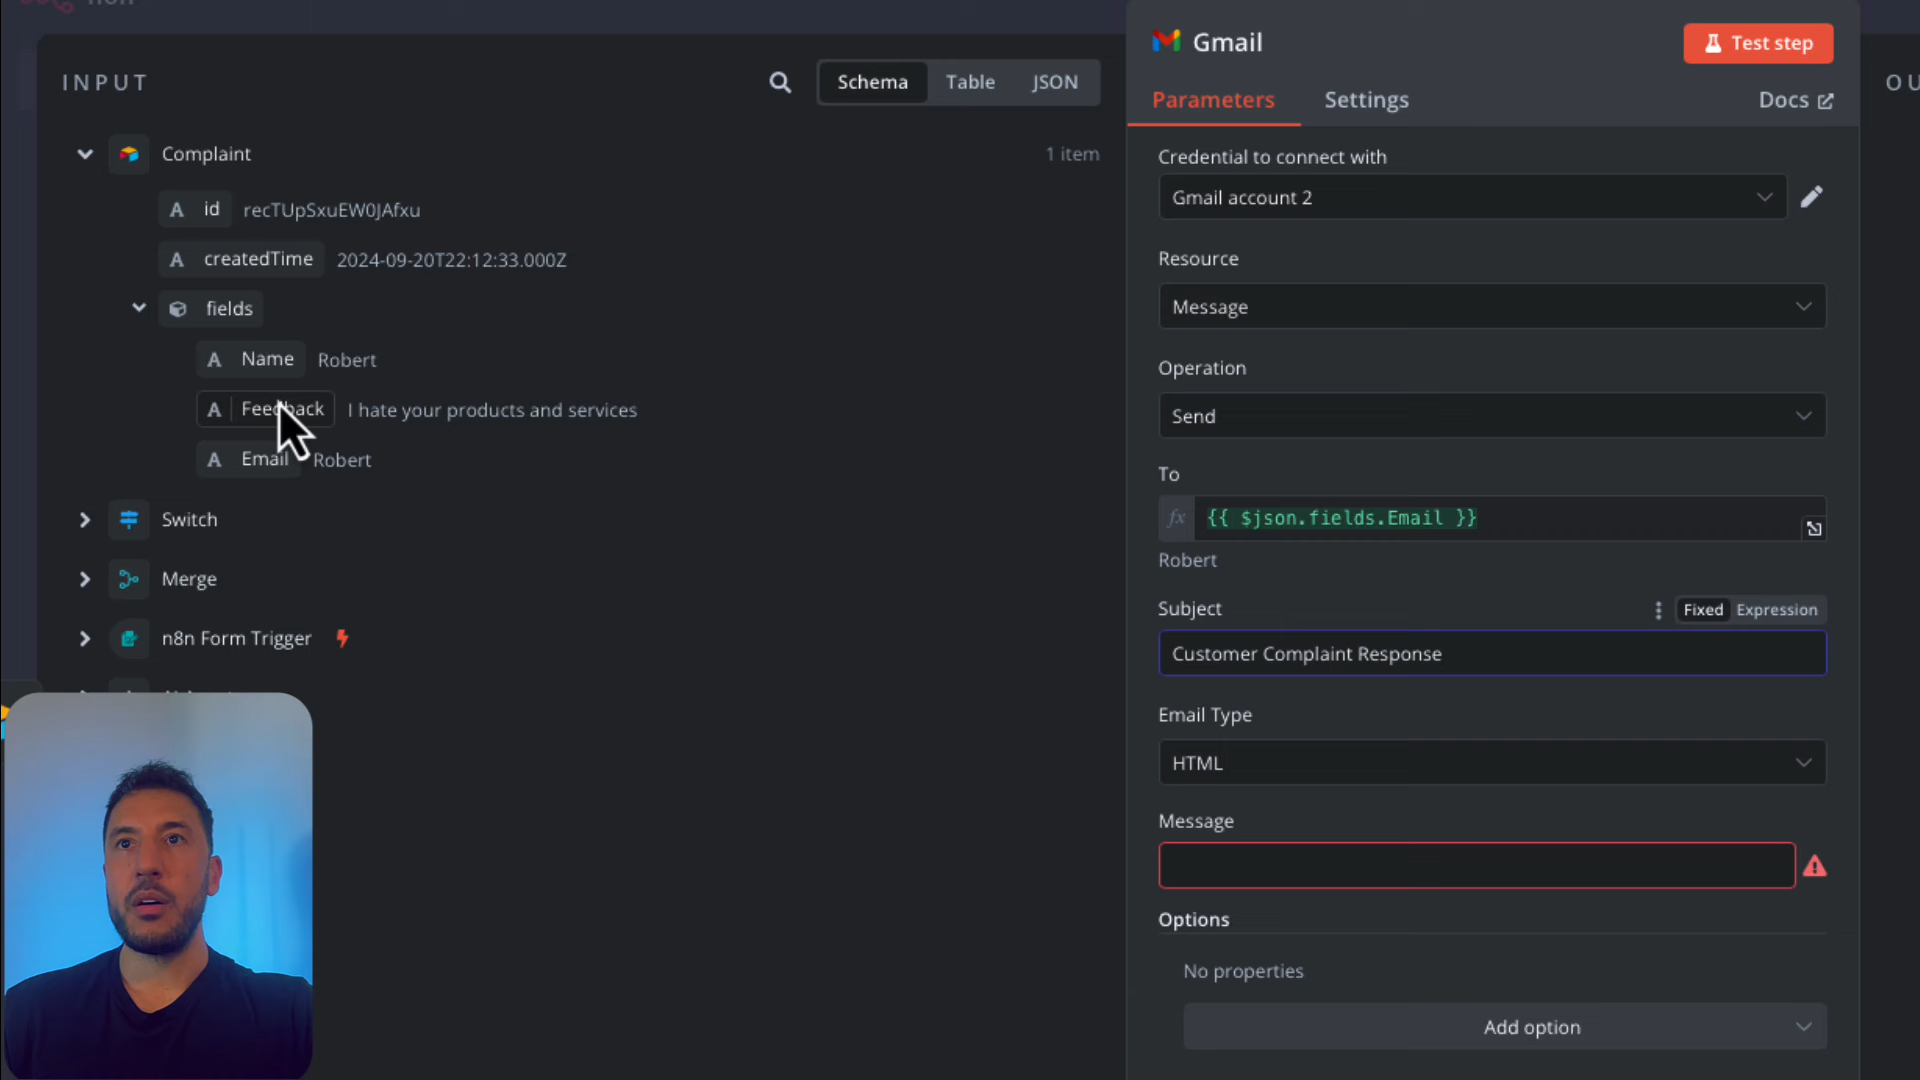 INPUT
Schema
Table
JSON
Complaint
1 item
A id recTUpSxuEW0JAfxu
A createdTime 2024-09-20T22:12:33.000Z
fields
A Name Robert
A Feedback I hate your products and services
A Email Robert
Switch
Merge
n8n Form Trigger
Gmail
Test step
Parameters
Settings
Docs
Credential to connect with
Gmail account 2
Resource
Message
Operation
Send
To
fx {{ $json.fields.Email }}
Robert
Subject
Fixed Expression
Customer Complaint Response
Email Type
HTML
Message
Options
No properties
Add option
OU